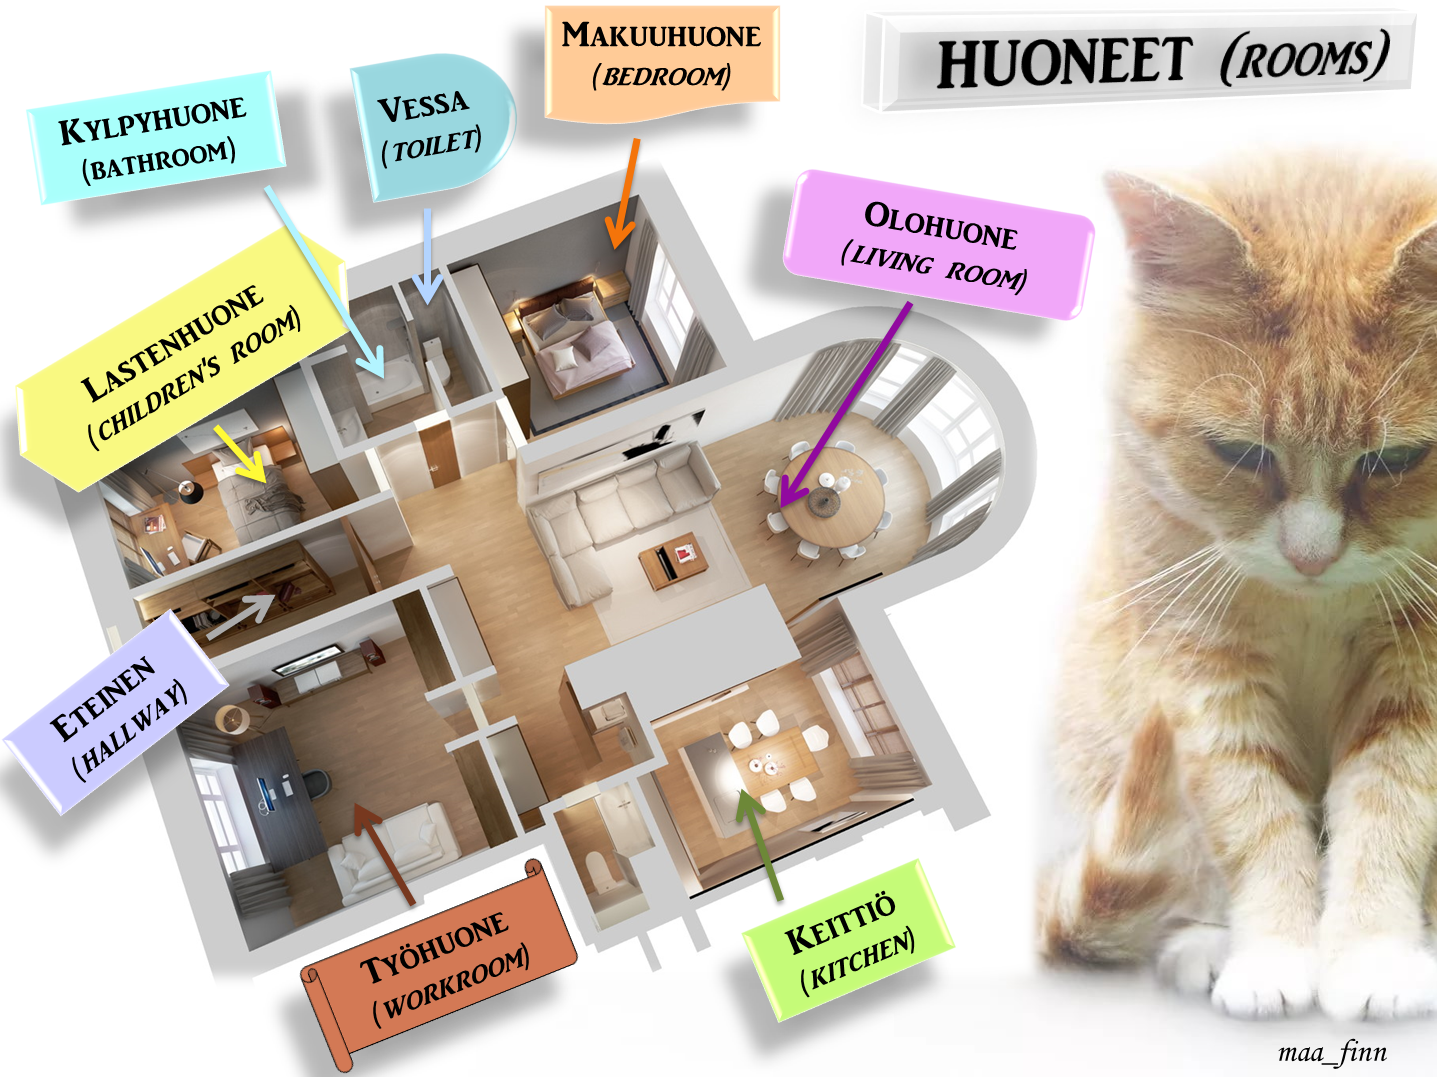 HUONEET (ROOMS)
MAKUUHUONE
(BEDROOM)
VESSA
(TOILET)
KYLPYHUONE
(BATHROOM)
OLOHUONE
(LIVING ROOM)
LASTENHUONE
(CHILDREN'S ROOM)
ETEINEN
(HALLWAY)
TYÖHUONE
(WORKROOM)
KEITTIÖ
(KITCHEN)
maa_finn